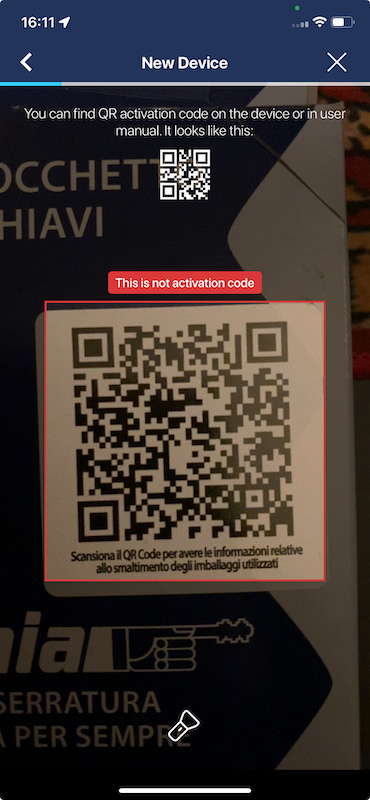 16:11
New Device
You can find QR activation code on the device or in user
manual. It looks like this:
HIAVI
This is not activation code
Scansiona il QR Code per avere le informazioni relative
allo smaltimento degli imballaggi utilizzati
SERRATURA
PER SEMPRE